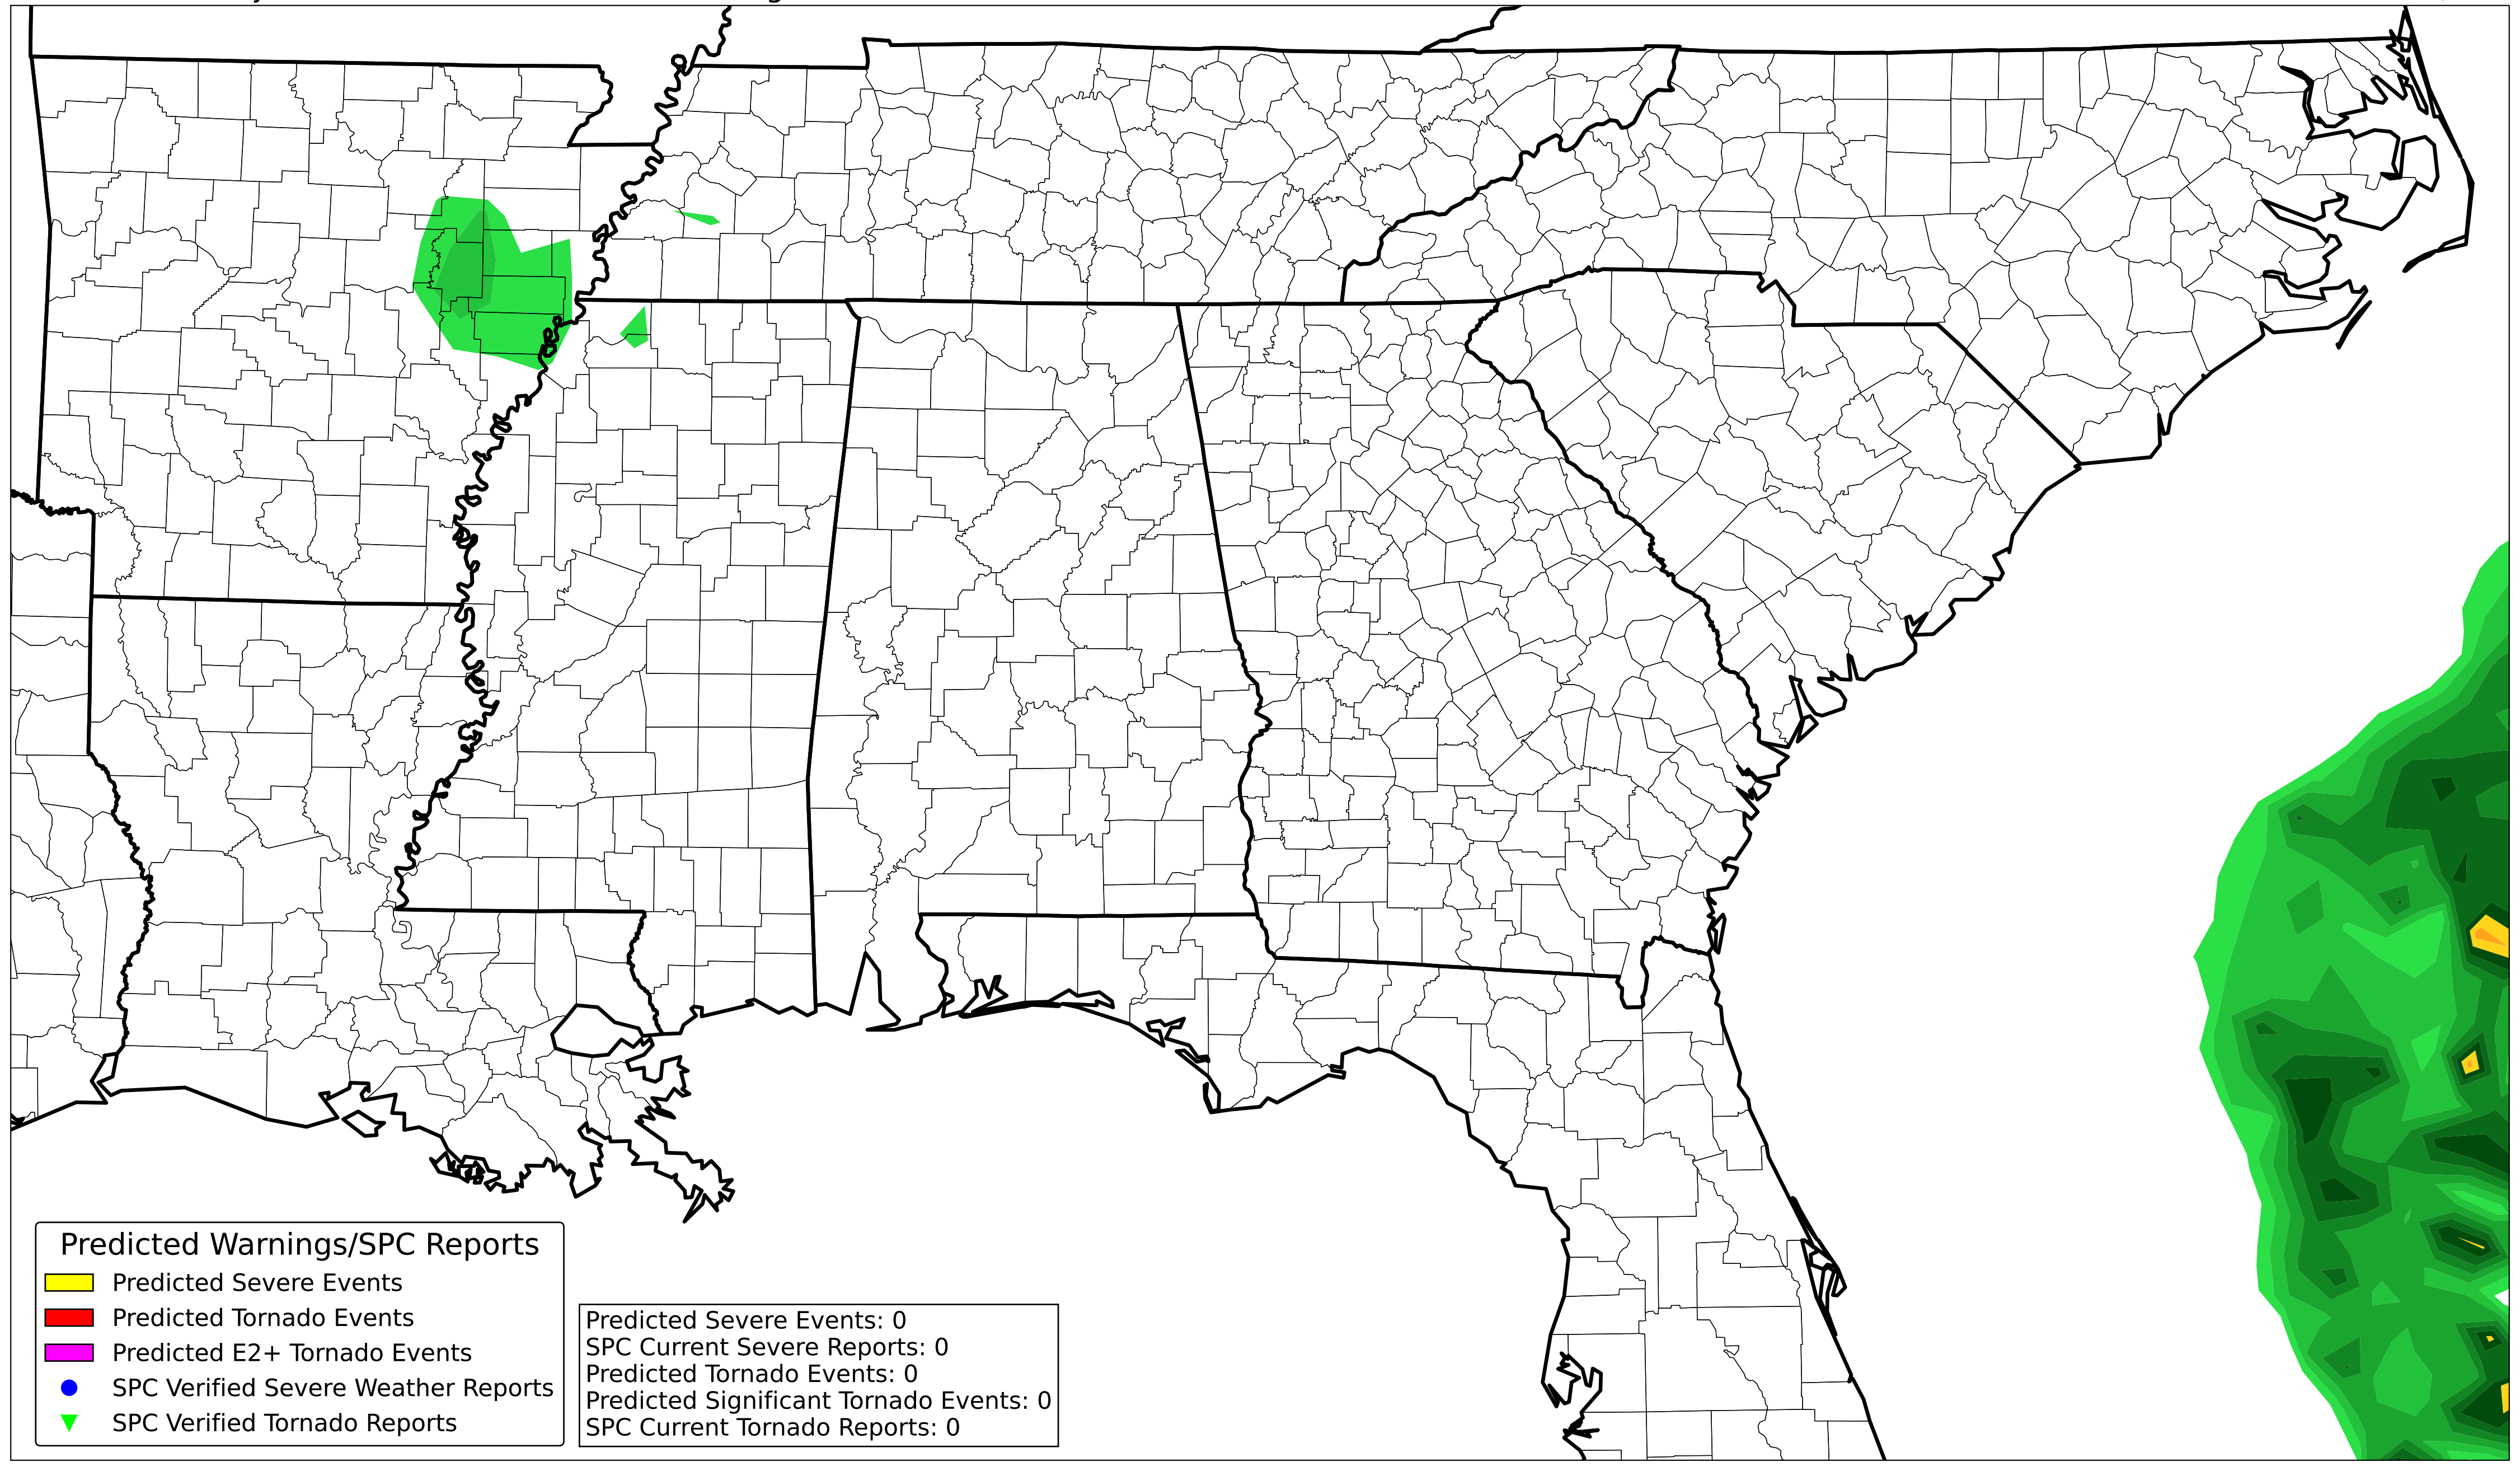 Predicted Warnings/SPC Reports
Predicted Severe Events
Predicted Tornado Events
Predicted E2+ Tornado Events
SPC Verified Severe Weather Reports
SPC Verified Tornado Reports
Predicted Severe Events: 0
SPC Current Severe Reports: 0
Predicted Tornado Events: 0
Predicted Significant Tornado Events: 0
SPC Current Tornado Reports: 0